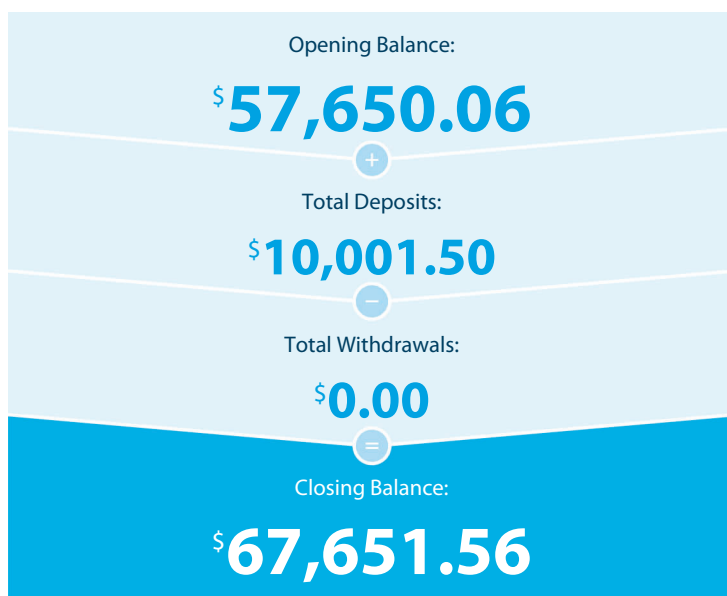 Opening Balance:
$57,650.06
+
Total Deposits:
$10,001.50
−
Total Withdrawals:
$0.00
=
Closing Balance:
$67,651.56